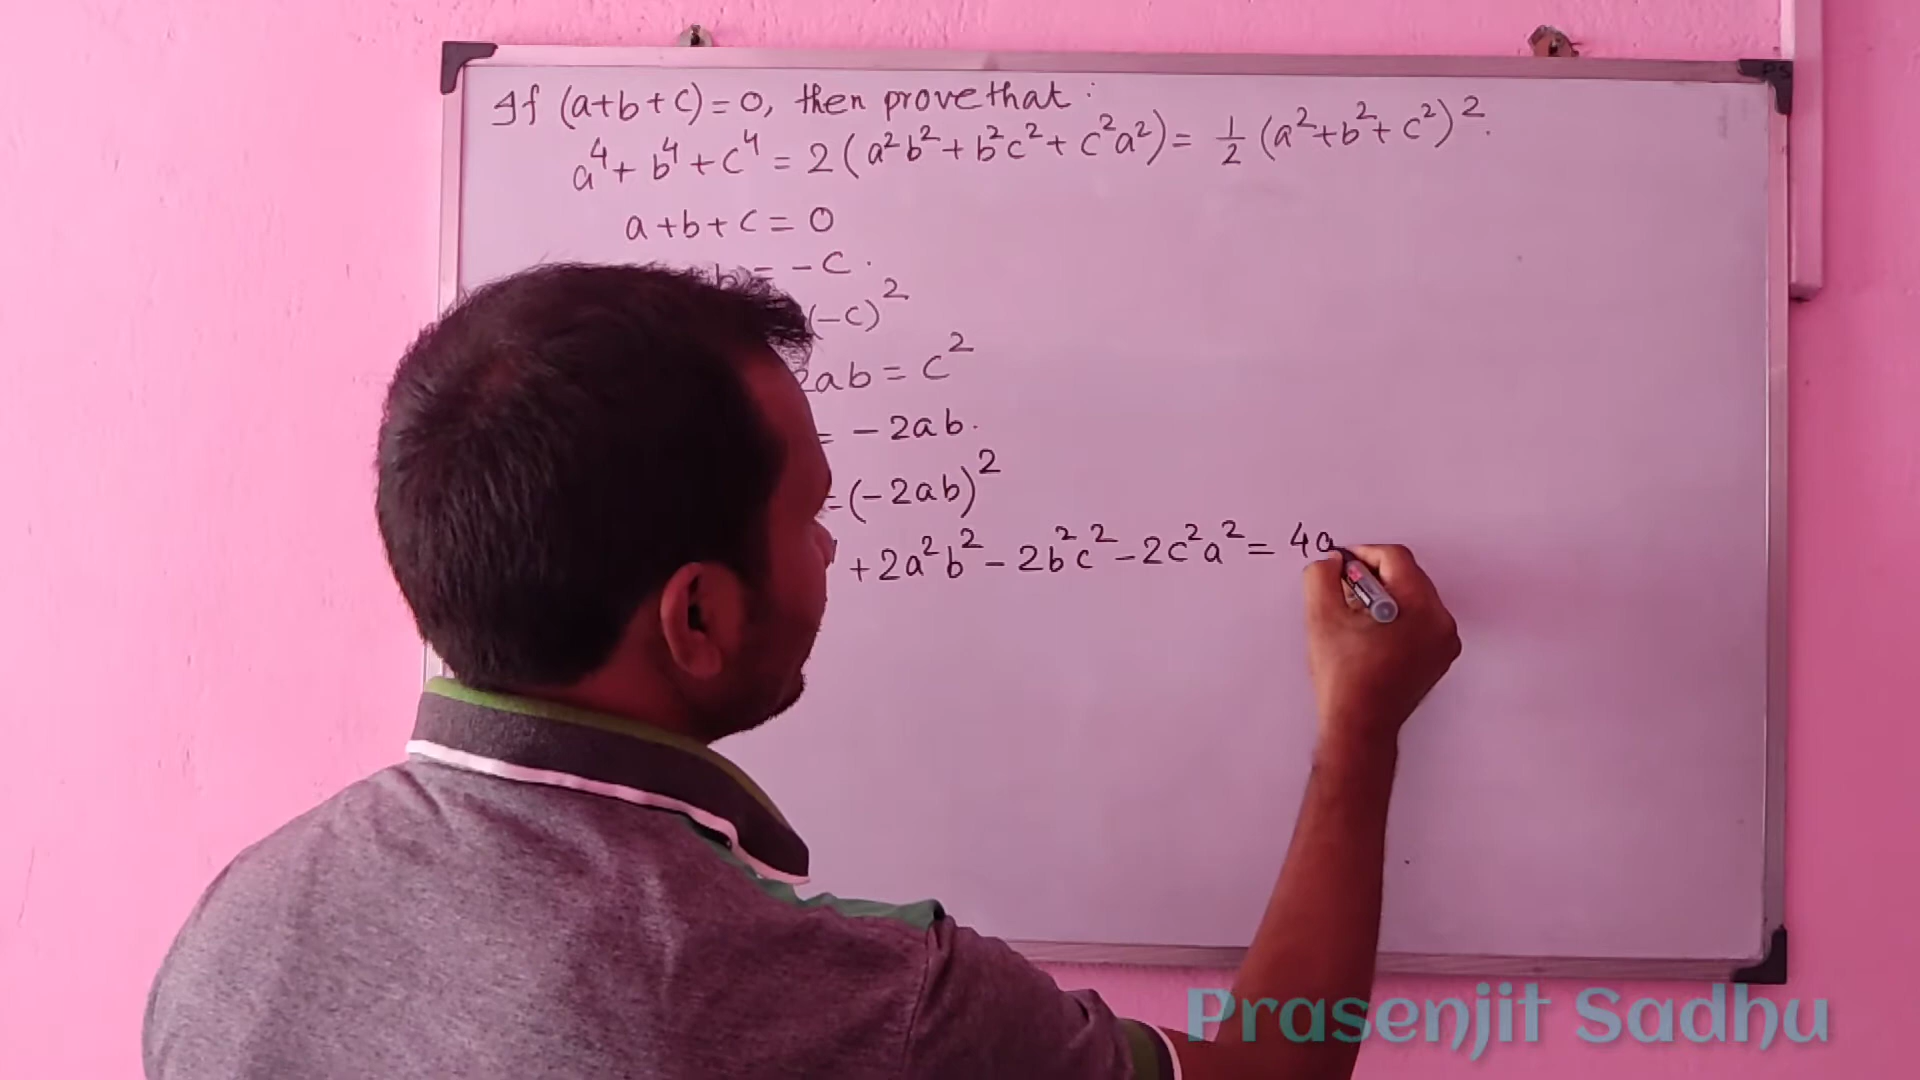 If (a+b+c)=0, then prove that :
a⁴+ b⁴+c⁴ = 2(a²b²+b²c²+c²a²)= 1/2 (a²+b²+c²)².
a+b+c=0
b = -c.
(-c)²
2ab = c²
= -2ab.
=(-2ab)²
+2a²b²-2b²c²-2c²a²= 4a
Prasenjit Sadhu